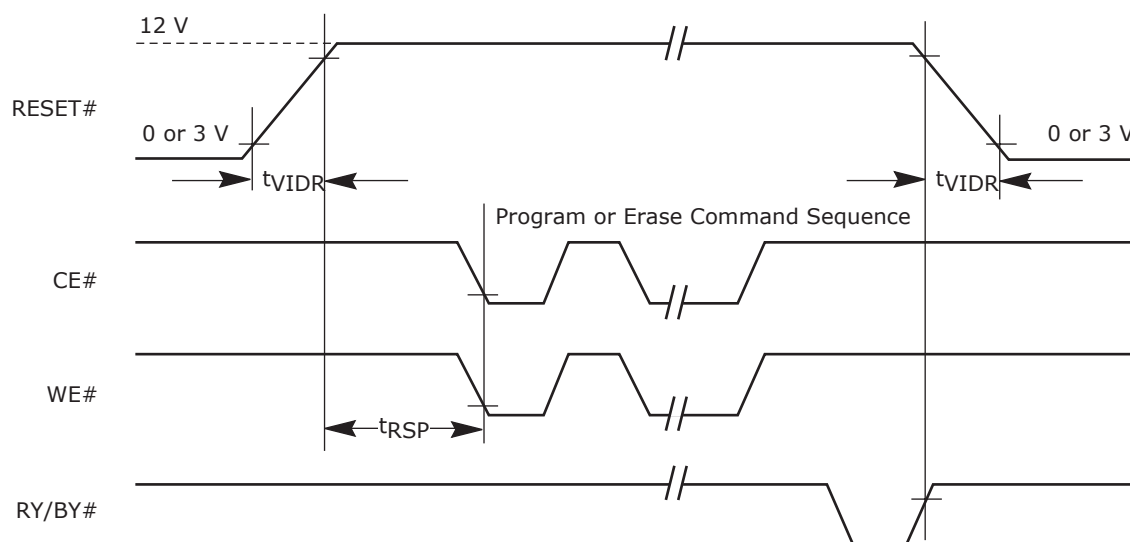 12 V
RESET#
0 or 3 V
0 or 3 V
tVIDR
tVIDR
Program or Erase Command Sequence
CE#
WE#
tRSP
RY/BY#